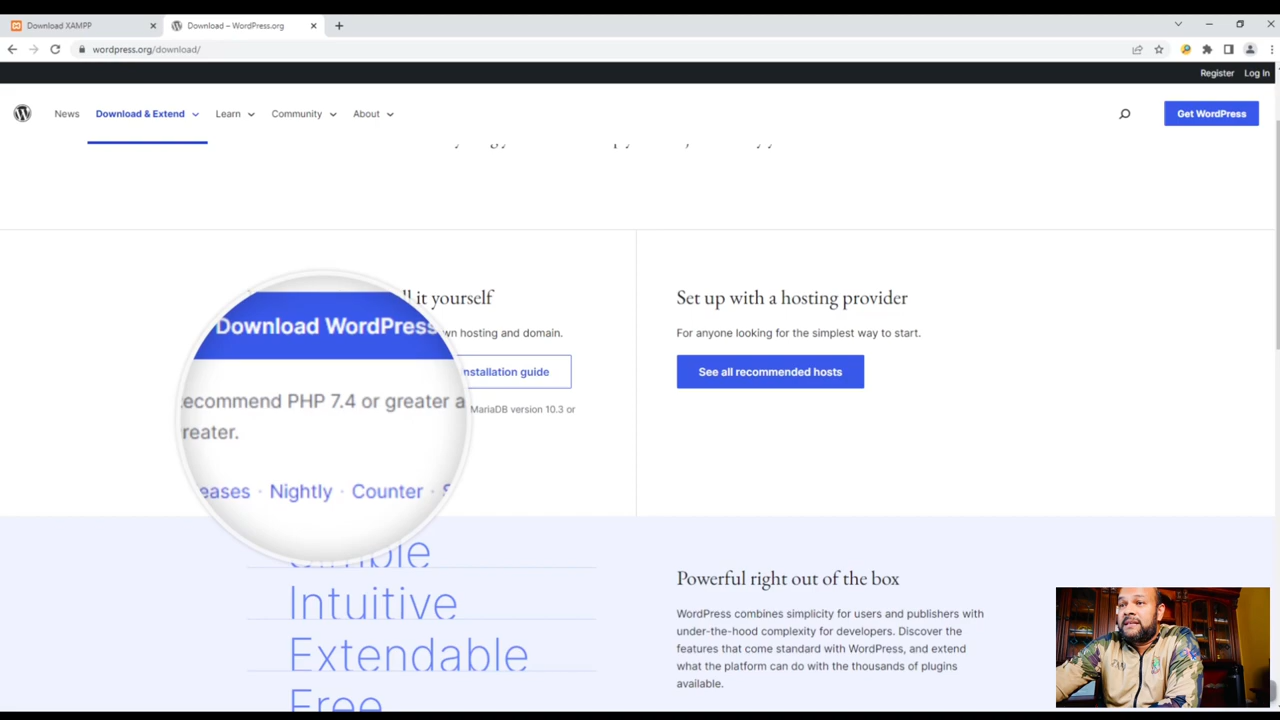 Download XAMPP
Download – WordPress.org
wordpress.org/download/
Register Log In
News Download & Extend Learn Community About Get WordPress
ll it yourself
wn hosting and domain.
Download WordPress
nstallation guide
ecommend PHP 7.4 or greater a
MariaDB version 10.3 or
reater.
eases · Nightly · Counter ·
Set up with a hosting provider
For anyone looking for the simplest way to start.
See all recommended hosts
Simple
Intuitive
Extendable
Free
Powerful right out of the box
WordPress combines simplicity for users and publishers with
under-the-hood complexity for developers. Discover the
features that come standard with WordPress, and extend
what the platform can do with the thousands of plugins
available.